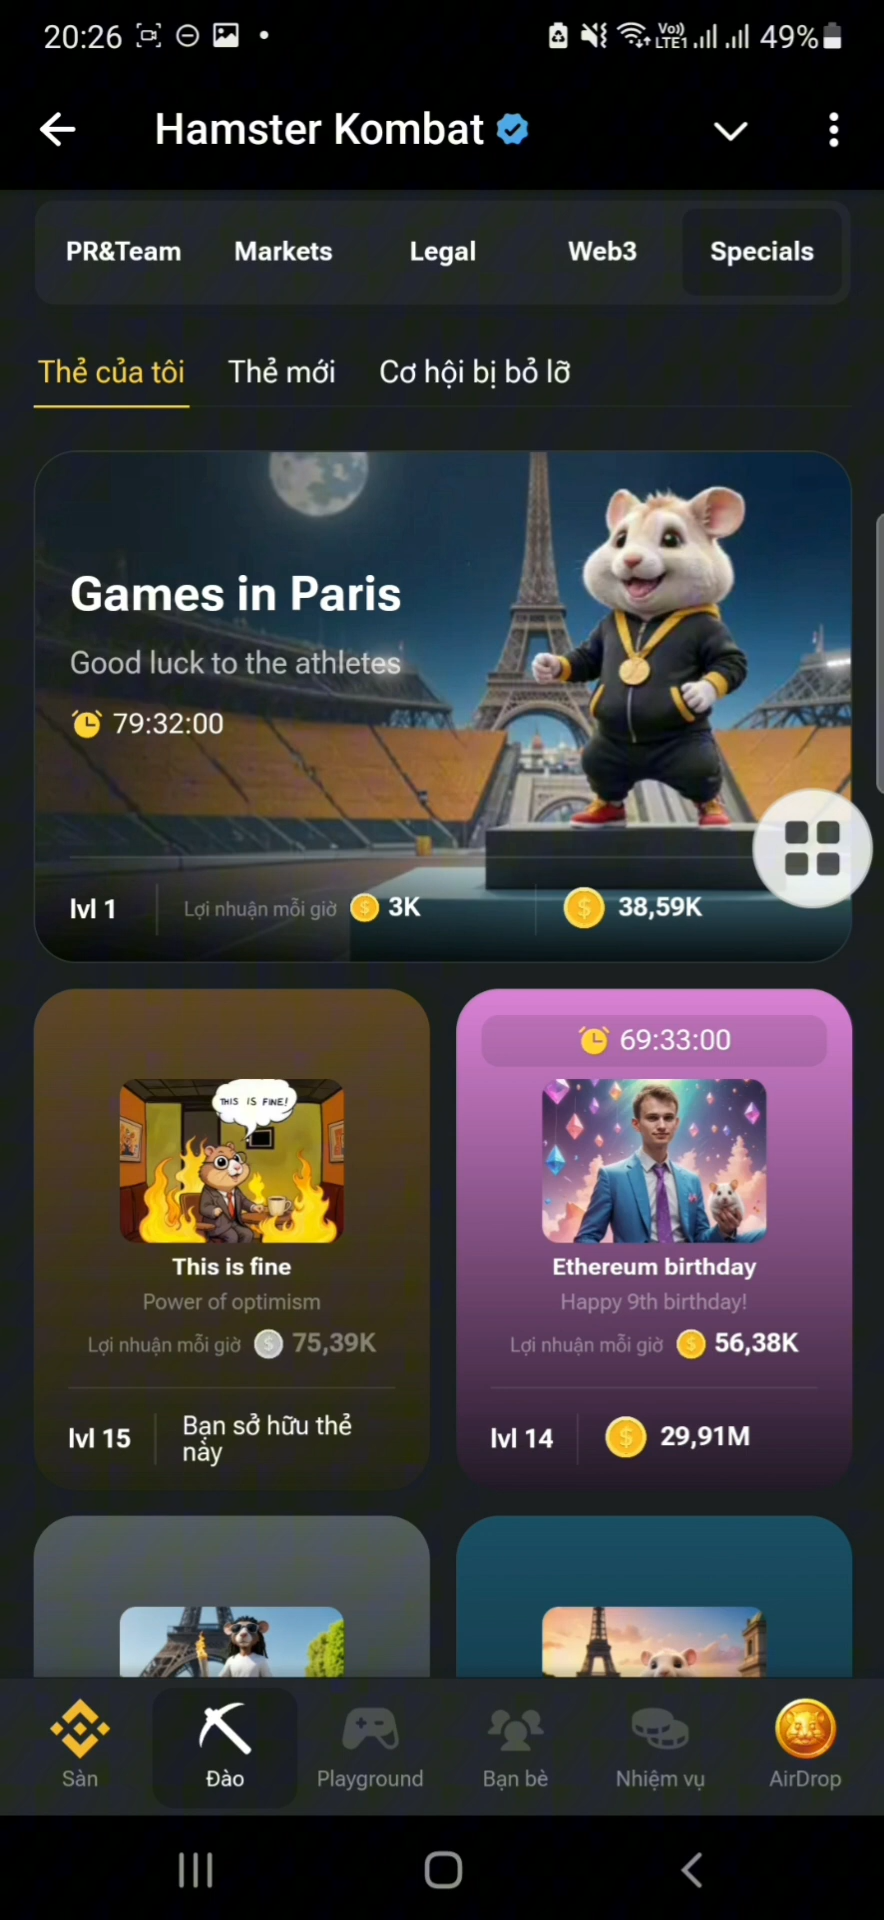 20:26
Vo)) LTE1 49%
Hamster Kombat
PR&Team Markets Legal Web3 Specials
Thẻ của tôi Thẻ mới Cơ hội bị bỏ lỡ
Games in Paris
Good luck to the athletes
79:32:00
lvl 1 Lợi nhuận mỗi giờ 3K 38,59K
THIS IS FINE!
This is fine
Power of optimism
Lợi nhuận mỗi giờ 75,39K
lvl 15 Bạn sở hữu thẻ
này
69:33:00
Ethereum birthday
Happy 9th birthday!
Lợi nhuận mỗi giờ 56,38K
lvl 14 29,91M
Sàn Đào Playground Bạn bè Nhiệm vụ AirDrop